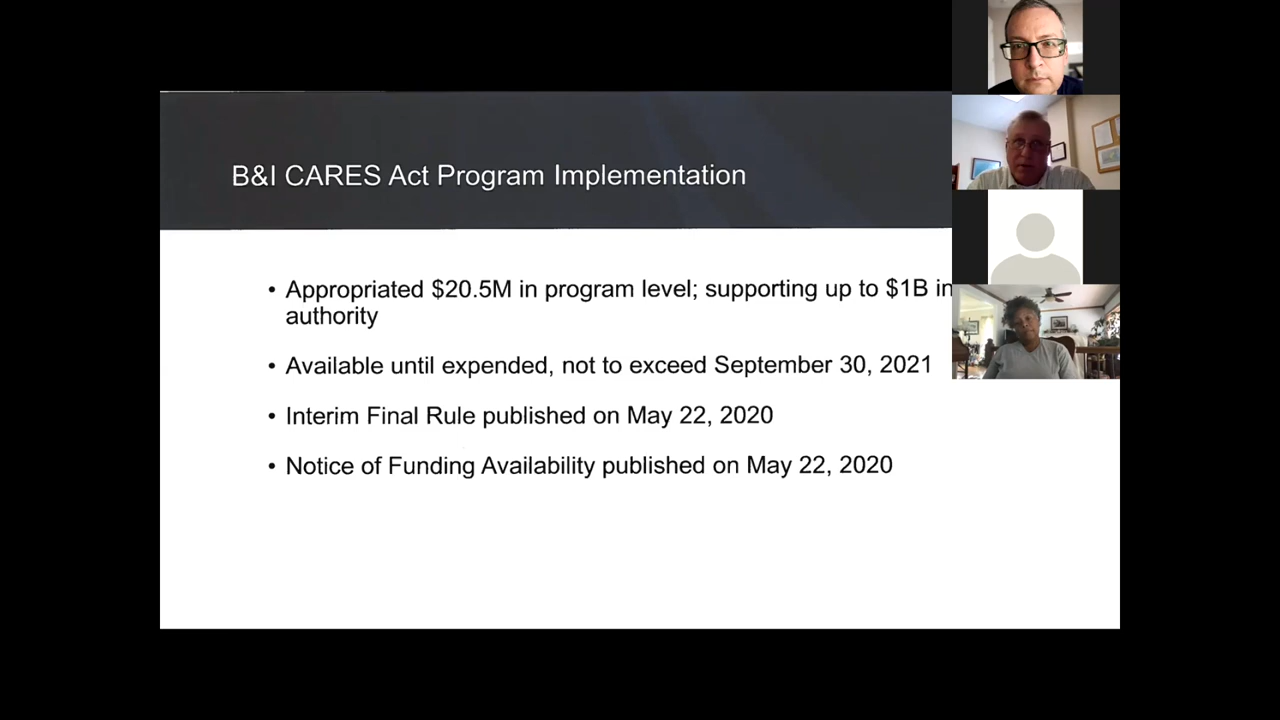 B&I CARES Act Program Implementation
• Appropriated $20.5M in program level; supporting up to $1B in
authority
• Available until expended, not to exceed September 30, 2021
• Interim Final Rule published on May 22, 2020
• Notice of Funding Availability published on May 22, 2020